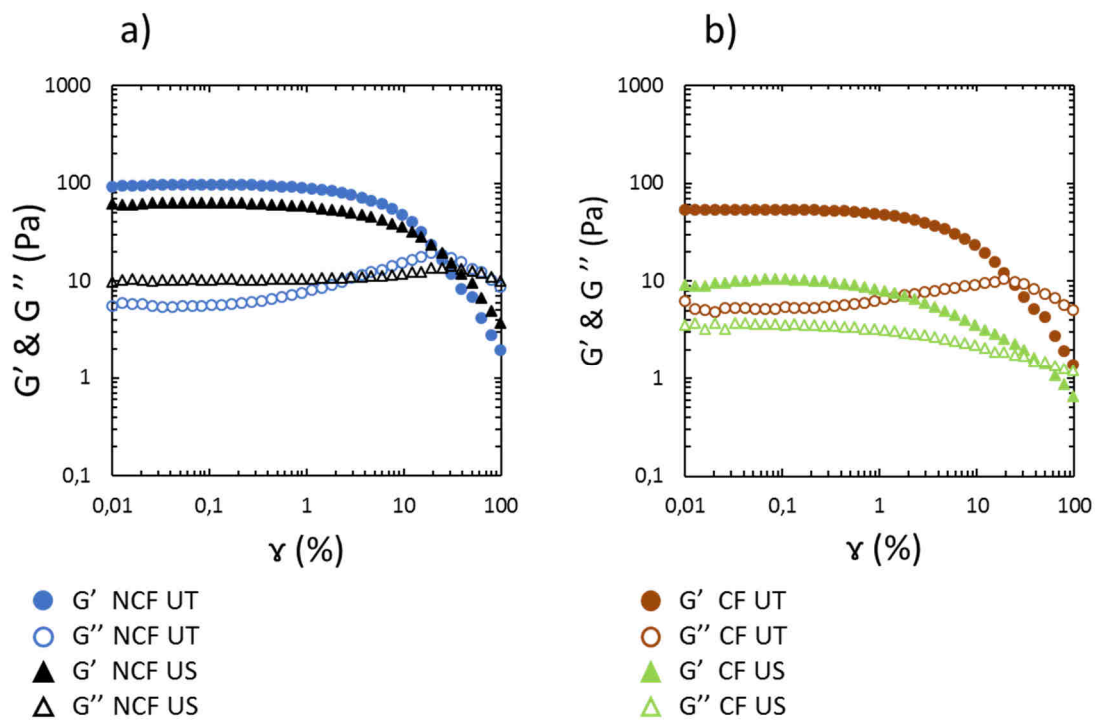 a)
G’ & G ’’ (Pa)
1000
100
10
1
0,1
0,01 0,1 1 10 100
ɤ (%)
G’ NCF UT
G’’ NCF UT
G’ NCF US
G’’ NCF US
b)
G’ & G ’’ (Pa)
1000
100
10
1
0,1
0,01 0,1 1 10 100
ɤ (%)
G’ CF UT
G’’ CF UT
G’ CF US
G’’ CF US